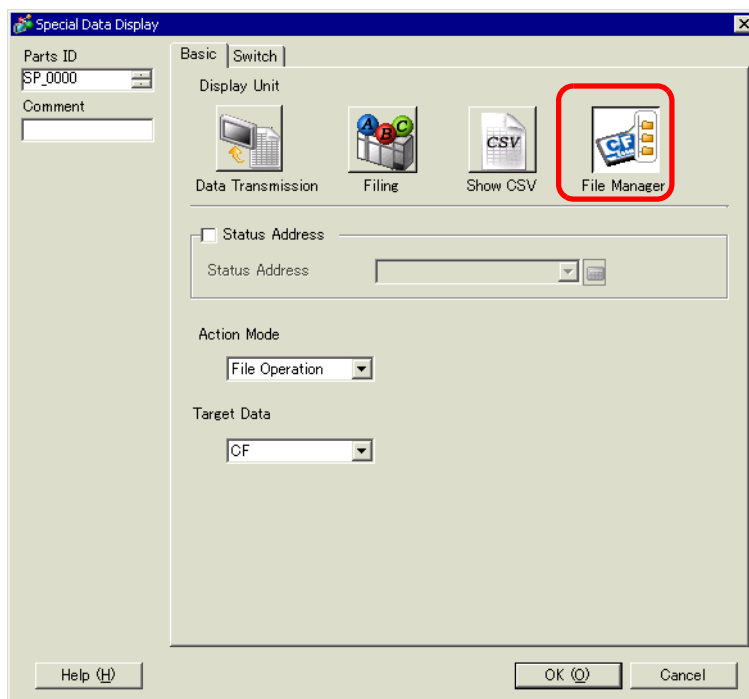 Special Data Display
Parts ID
SP_0000
Comment
Basic
Switch
Display Unit
A B C
CSV
CF
Data Transmission
Filing
Show CSV
File Manager
Status Address
Status Address
Action Mode
File Operation
Target Data
CF
Help (H)
OK (O)
Cancel